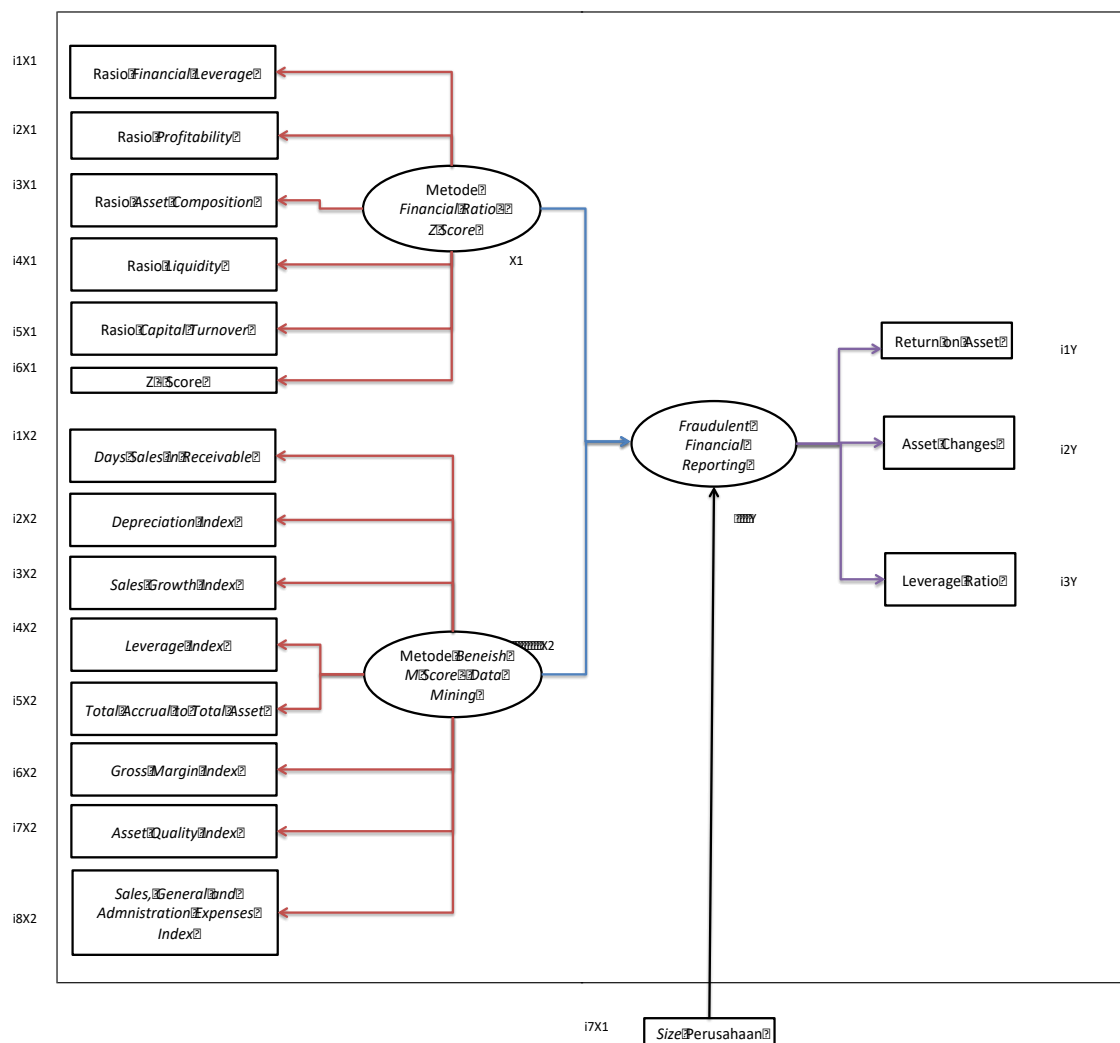 i1X1
Rasio Financial Leverage
i2X1
Rasio Profitability
i3X1
Rasio Asset Composition
i4X1
Rasio Liquidity
i5X1
Rasio Capital Turnover
i6X1
Z - Score
Metode
Financial Ratio -
Z Score
X1
i1X2
Days Sales In Receivable
i2X2
Depreciation Index
i3X2
Sales Growth Index
i4X2
Leverage Index
i5X2
Total Accrual to Total Asset
i6X2
Gross Margin Index
i7X2
Asset Quality Index
i8X2
Sales, General and
Admnistration Expenses
Index
Metode Beneish
M Score - Data
Mining
X2
Fraudulent
Financial
Reporting
Y
Return on Asset
i1Y
Asset Changes
i2Y
Leverage Ratio
i3Y
i7X1
Size Perusahaan